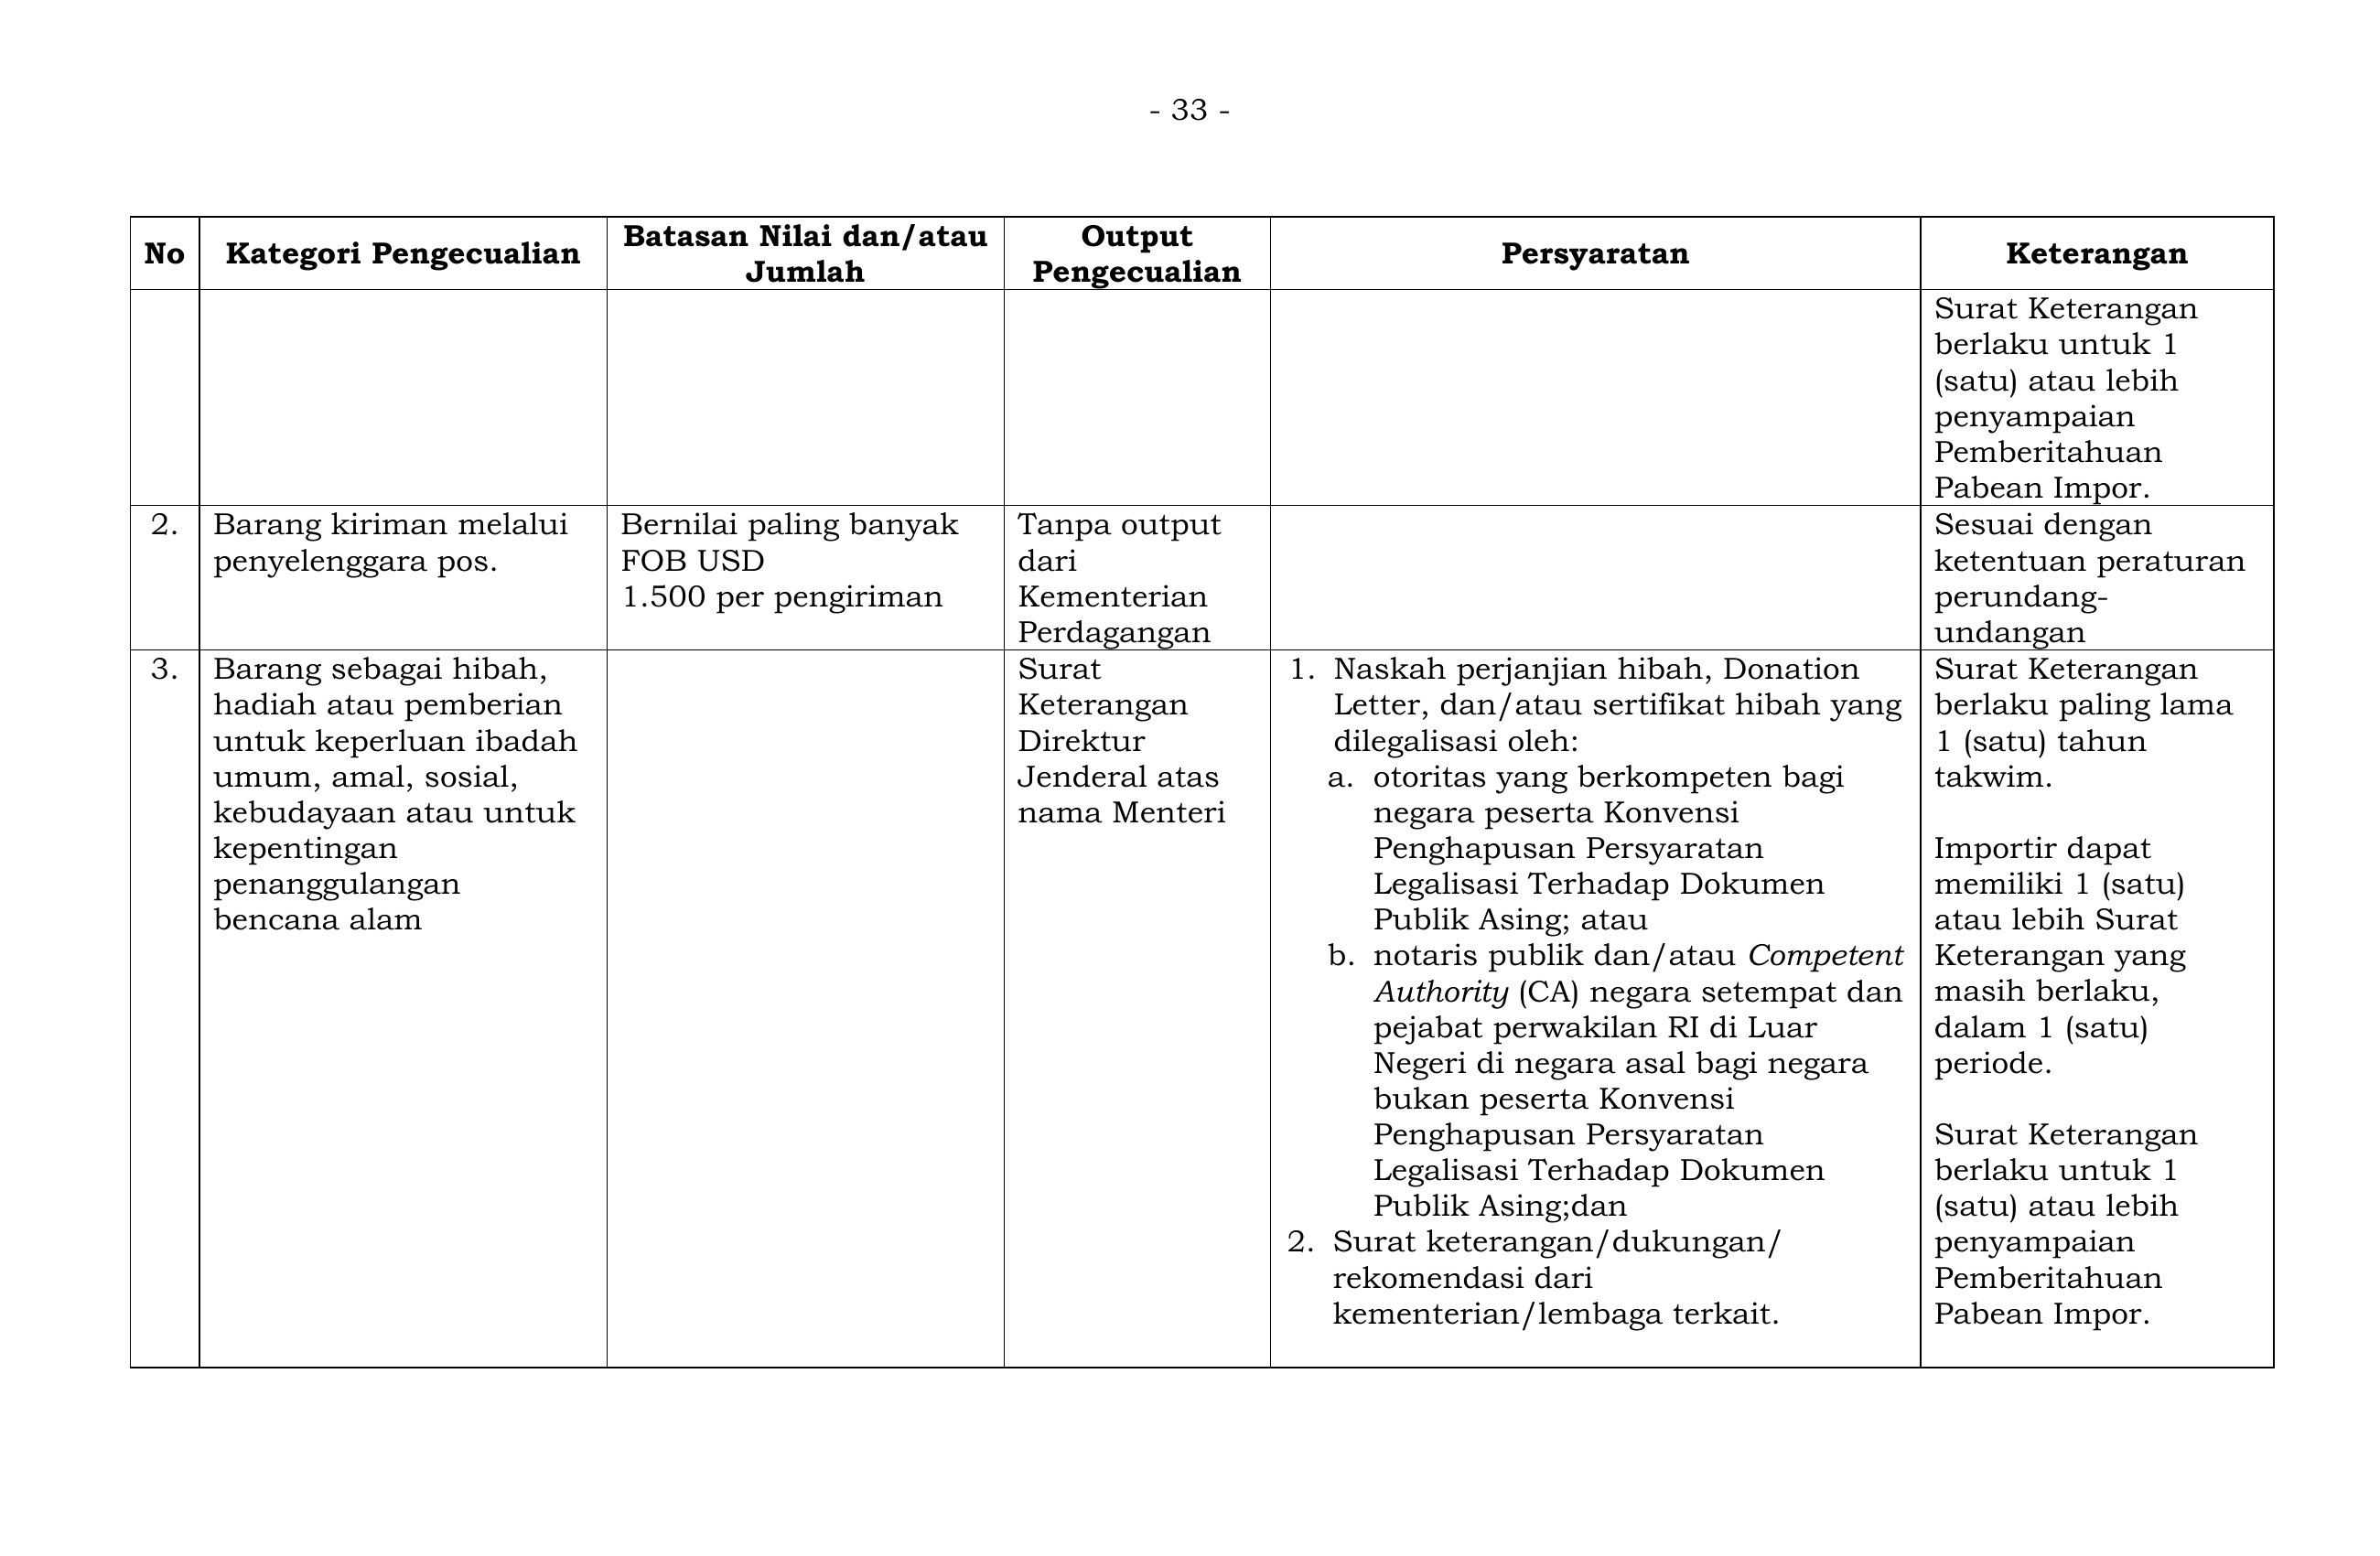 - 33 -
No
Kategori Pengecualian
Batasan Nilai dan/atau
Jumlah
Output
Pengecualian
Persyaratan
Keterangan
Surat Keterangan
berlaku untuk 1
(satu) atau lebih
penyampaian
Pemberitahuan
Pabean Impor.
2.
Barang kiriman melalui
penyelenggara pos.
Bernilai paling banyak
FOB USD
1.500 per pengiriman
Tanpa output
dari
Kementerian
Perdagangan
Sesuai dengan
ketentuan peraturan
perundang-
undangan
3.
Barang sebagai hibah,
hadiah atau pemberian
untuk keperluan ibadah
umum, amal, sosial,
kebudayaan atau untuk
kepentingan
penanggulangan
bencana alam
Surat
Keterangan
Direktur
Jenderal atas
nama Menteri
1. Naskah perjanjian hibah, Donation
Letter, dan/atau sertifikat hibah yang
dilegalisasi oleh:
a. otoritas yang berkompeten bagi
negara peserta Konvensi
Penghapusan Persyaratan
Legalisasi Terhadap Dokumen
Publik Asing; atau
b. notaris publik dan/atau Competent
Authority (CA) negara setempat dan
pejabat perwakilan RI di Luar
Negeri di negara asal bagi negara
bukan peserta Konvensi
Penghapusan Persyaratan
Legalisasi Terhadap Dokumen
Publik Asing;dan
2. Surat keterangan/dukungan/
rekomendasi dari
kementerian/lembaga terkait.
Surat Keterangan
berlaku paling lama
1 (satu) tahun
takwim.
Importir dapat
memiliki 1 (satu)
atau lebih Surat
Keterangan yang
masih berlaku,
dalam 1 (satu)
periode.
Surat Keterangan
berlaku untuk 1
(satu) atau lebih
penyampaian
Pemberitahuan
Pabean Impor.